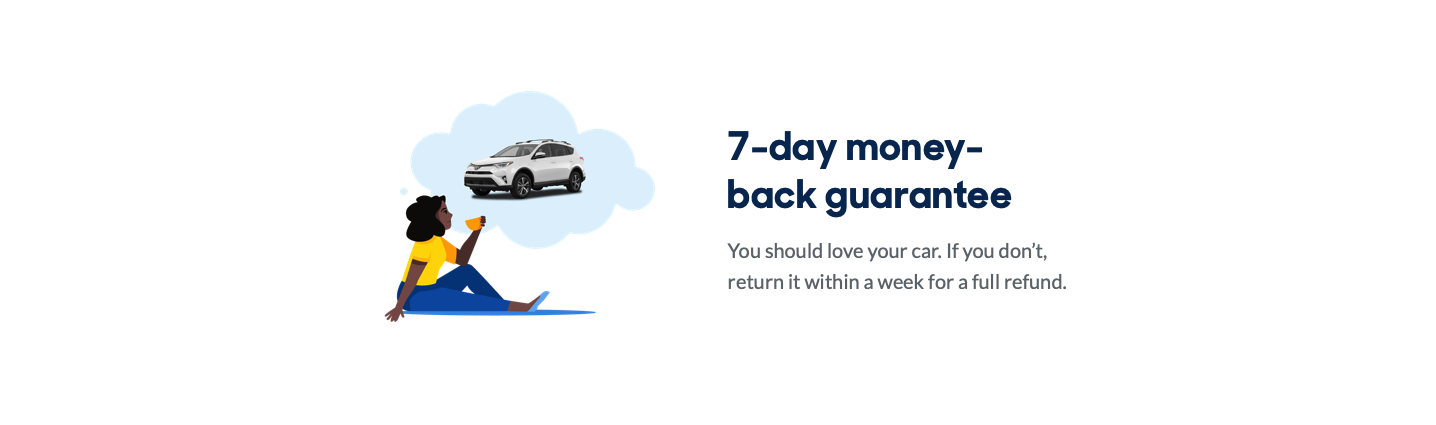 7-day money-
back guarantee
You should love your car. If you don’t,
return it within a week for a full refund.